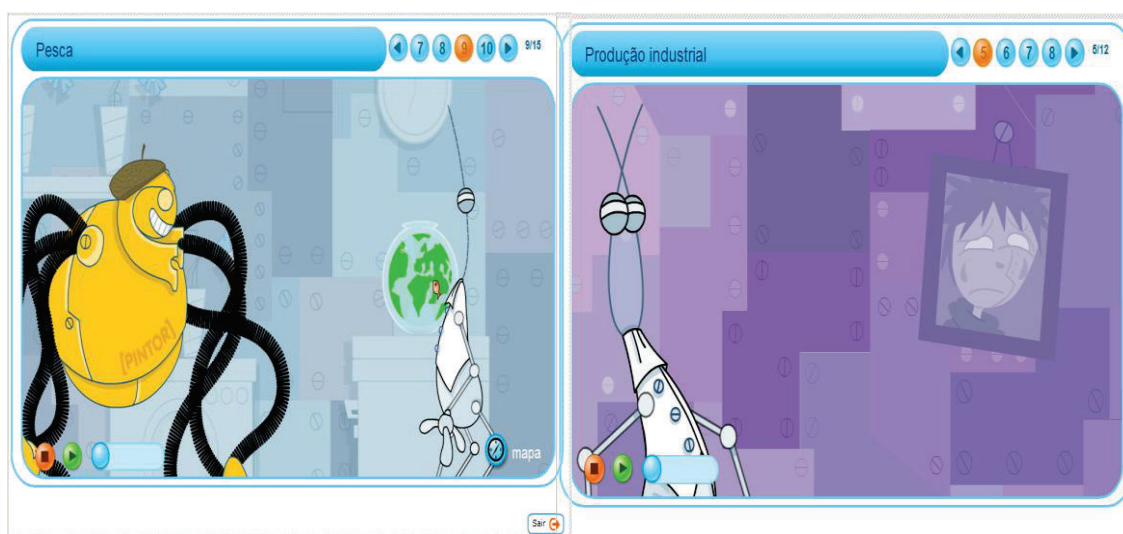 Pesca
7 8 9 10 9/15
[PINTOR]
mapa
Sair
Produção industrial
5 6 7 8 5/12